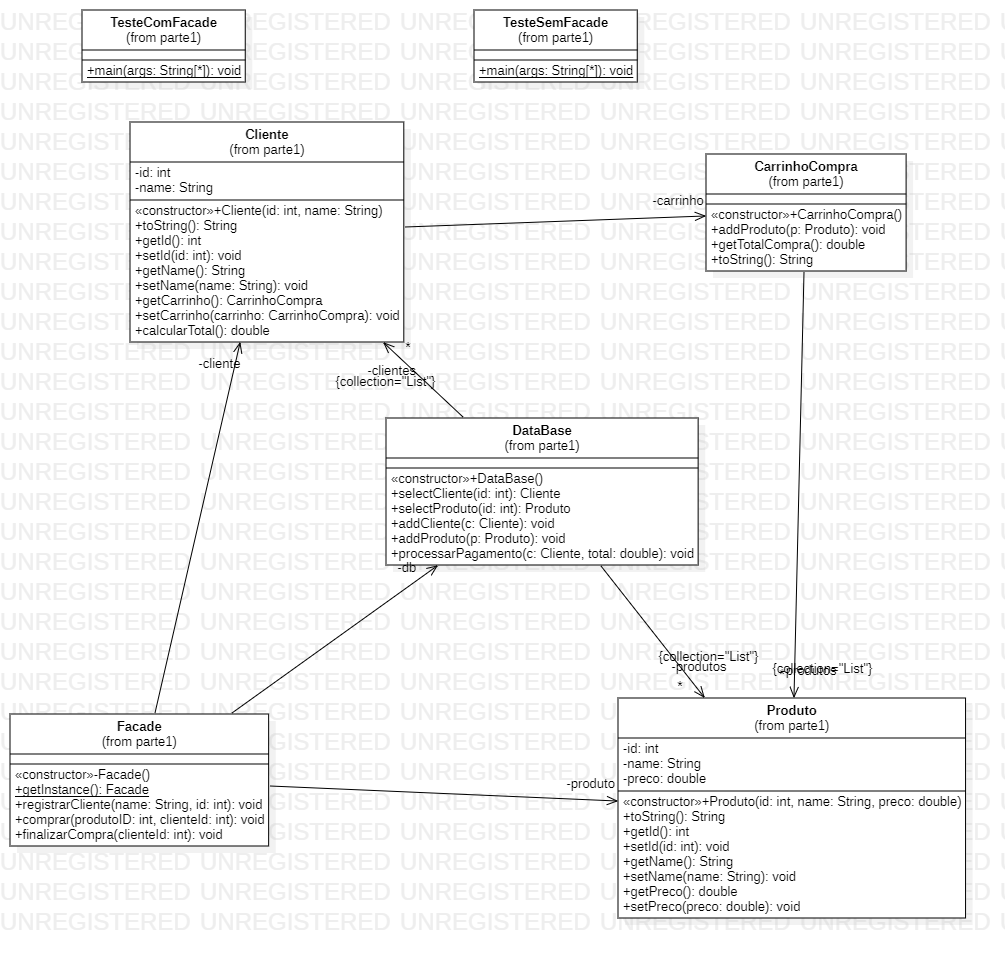 TesteComFacade
(from parte1)
+main(args: String[*]): void
TesteSemFacade
(from parte1)
+main(args: String[*]): void
Cliente
(from parte1)
-id: int
-name: String
«constructor»+Cliente(id: int, name: String)
+toString(): String
+getId(): int
+setId(id: int): void
+getName(): String
+setName(name: String): void
+getCarrinho(): CarrinhoCompra
+setCarrinho(carrinho: CarrinhoCompra): void
+calcularTotal(): double
-carrinho
CarrinhoCompra
(from parte1)
«constructor»+CarrinhoCompra()
+addProduto(p: Produto): void
+getTotalCompra(): double
+toString(): String
-cliente
*
-clientes
{collection="List"}
DataBase
(from parte1)
«constructor»+DataBase()
+selectCliente(id: int): Cliente
+selectProduto(id: int): Produto
+addCliente(c: Cliente): void
+addProduto(p: Produto): void
+processarPagamento(c: Cliente, total: double): void
-db
{collection="List"}
-produtos
*
{collection="List"}
-produtos
Facade
(from parte1)
«constructor»-Facade()
+getInstance(): Facade
+registrarCliente(name: String, id: int): void
+comprar(produtoID: int, clienteId: int): void
+finalizarCompra(clienteId: int): void
-produto
Produto
(from parte1)
-id: int
-name: String
-preco: double
«constructor»+Produto(id: int, name: String, preco: double)
+toString(): String
+getId(): int
+setId(id: int): void
+getName(): String
+setName(name: String): void
+getPreco(): double
+setPreco(preco: double): void